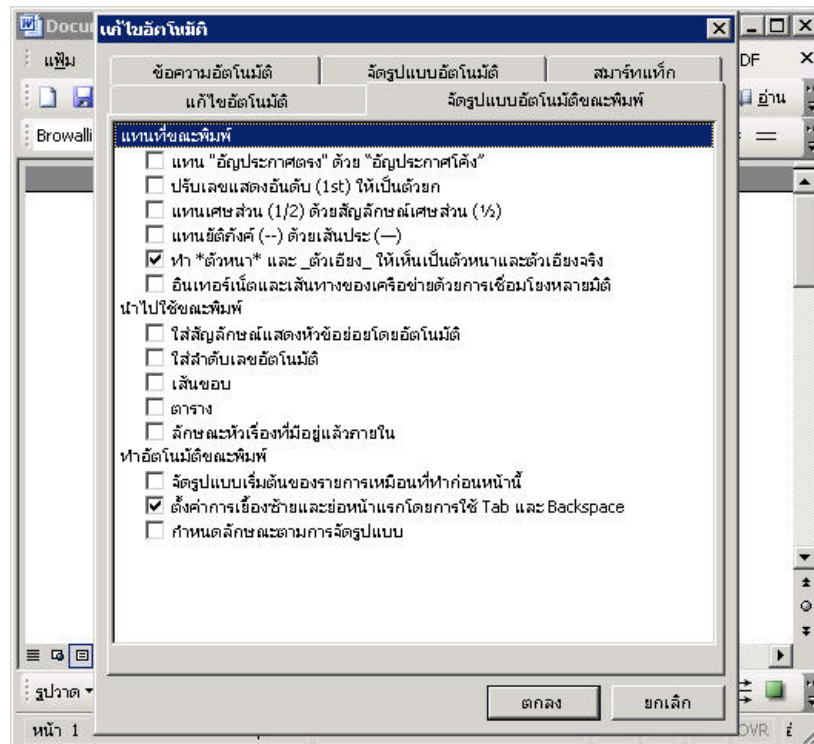 Docu
แก้ไขอัตโนมัติ
แฟ้ม
DF
ข้อความอัตโนมัติ
จัดรูปแบบอัตโนมัติ
สมาร์ทแท็ก
แก้ไขอัตโนมัติ
จัดรูปแบบอัตโนมัติขณะพิมพ์
อ่าน
Browalli
แทนที่ขณะพิมพ์
แทน "อัญประกาศตรง" ด้วย “อัญประกาศโค้ง”
ปรับเลขแสดงอันดับ (1st) ให้เป็นตัวยก
แทนเศษส่วน (1/2) ด้วยสัญลักษณ์เศษส่วน (½)
แทนยัติภังค์ (--) ด้วยเส้นประ (—)
ทำ *ตัวหนา* และ _ตัวเอียง_ ให้เห็นเป็นตัวหนาและตัวเอียงจริง
อินเทอร์เน็ตและเส้นทางของเครือข่ายด้วยการเชื่อมโยงหลายมิติ
นำไปใช้ขณะพิมพ์
ใส่สัญลักษณ์แสดงหัวข้อย่อยโดยอัตโนมัติ
ใส่ลำดับเลขอัตโนมัติ
เส้นขอบ
ตาราง
ลักษณะหัวเรื่องที่มีอยู่แล้วภายใน
ทำอัตโนมัติขณะพิมพ์
จัดรูปแบบเริ่มต้นของรายการเหมือนที่ทำก่อนหน้านี้
ตั้งค่าการเยื้องซ้ายและย่อหน้าแรกโดยการใช้ Tab และ Backspace
กำหนดลักษณะตามการจัดรูปแบบ
รูปวาด
ตกลง
ยกเลิก
หน้า 1
OVR